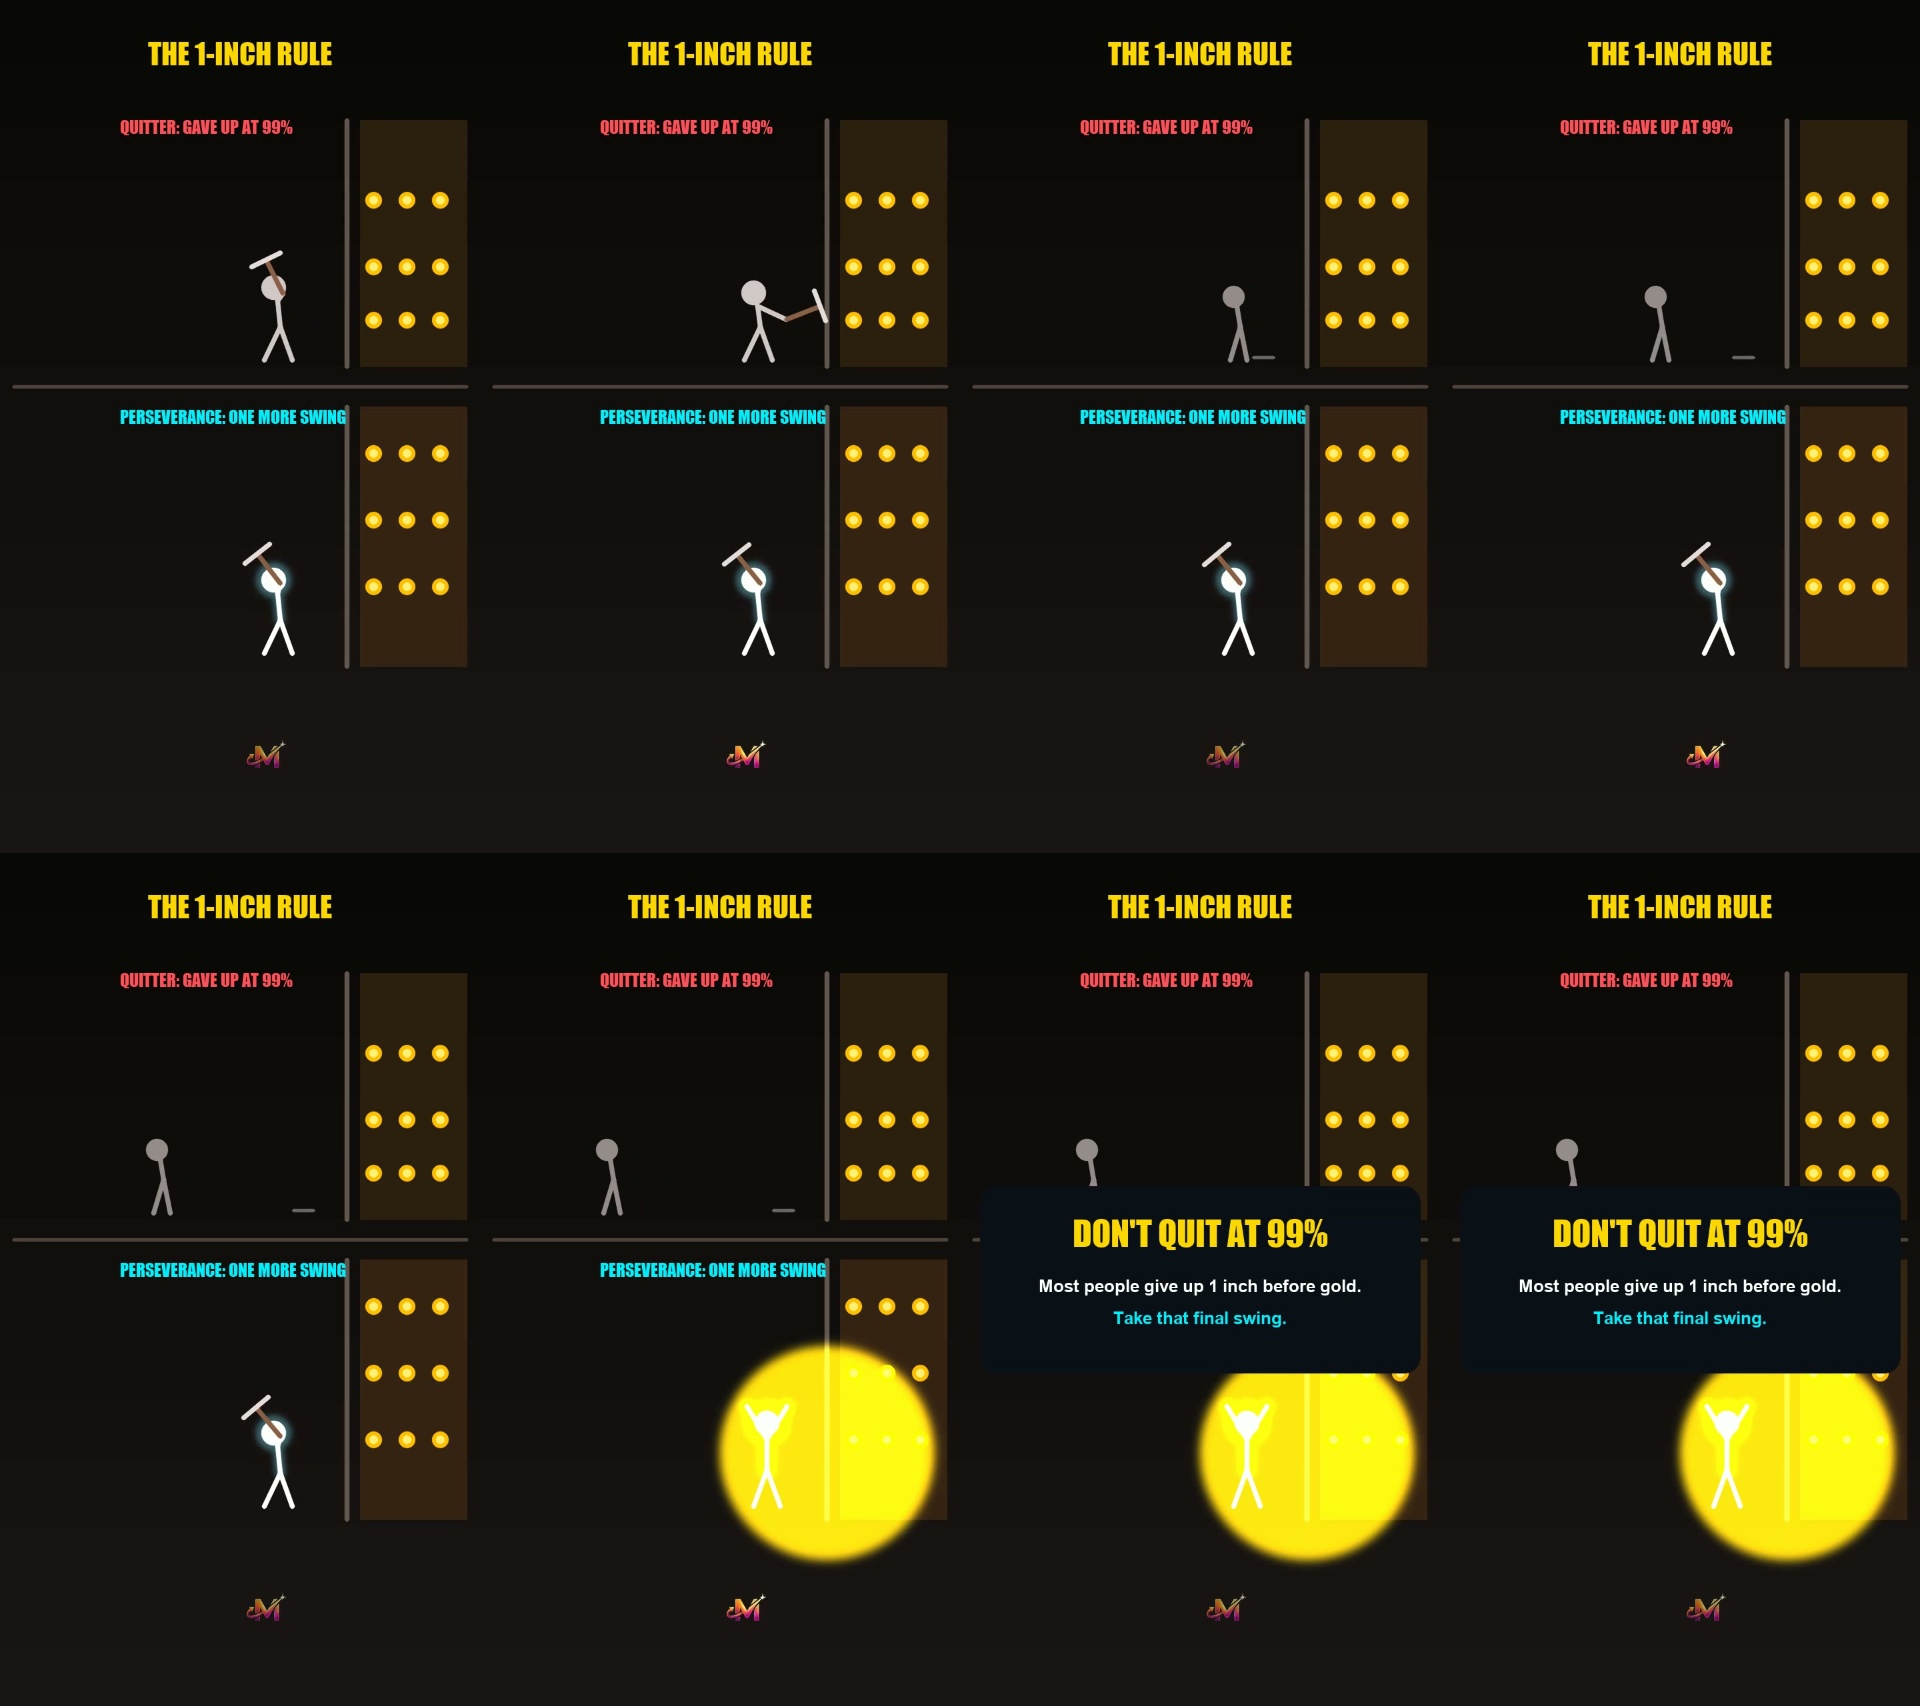 THE 1-INCH RULE
THE 1-INCH RULE
THE 1-INCH RULE
THE 1-INCH RULE
QUITTER: GAVE UP AT 99%
QUITTER: GAVE UP AT 99%
QUITTER: GAVE UP AT 99%
QUITTER: GAVE UP AT 99%
PERSEVERANCE: ONE MORE SWING
PERSEVERANCE: ONE MORE SWING
PERSEVERANCE: ONE MORE SWING
PERSEVERANCE: ONE MORE SWING
M
M
M
M
THE 1-INCH RULE
THE 1-INCH RULE
THE 1-INCH RULE
THE 1-INCH RULE
QUITTER: GAVE UP AT 99%
QUITTER: GAVE UP AT 99%
QUITTER: GAVE UP AT 99%
QUITTER: GAVE UP AT 99%
PERSEVERANCE: ONE MORE SWING
PERSEVERANCE: ONE MORE SWING
DON'T QUIT AT 99%
Most people give up 1 inch before gold.
Take that final swing.
DON'T QUIT AT 99%
Most people give up 1 inch before gold.
Take that final swing.
M
M
M
M